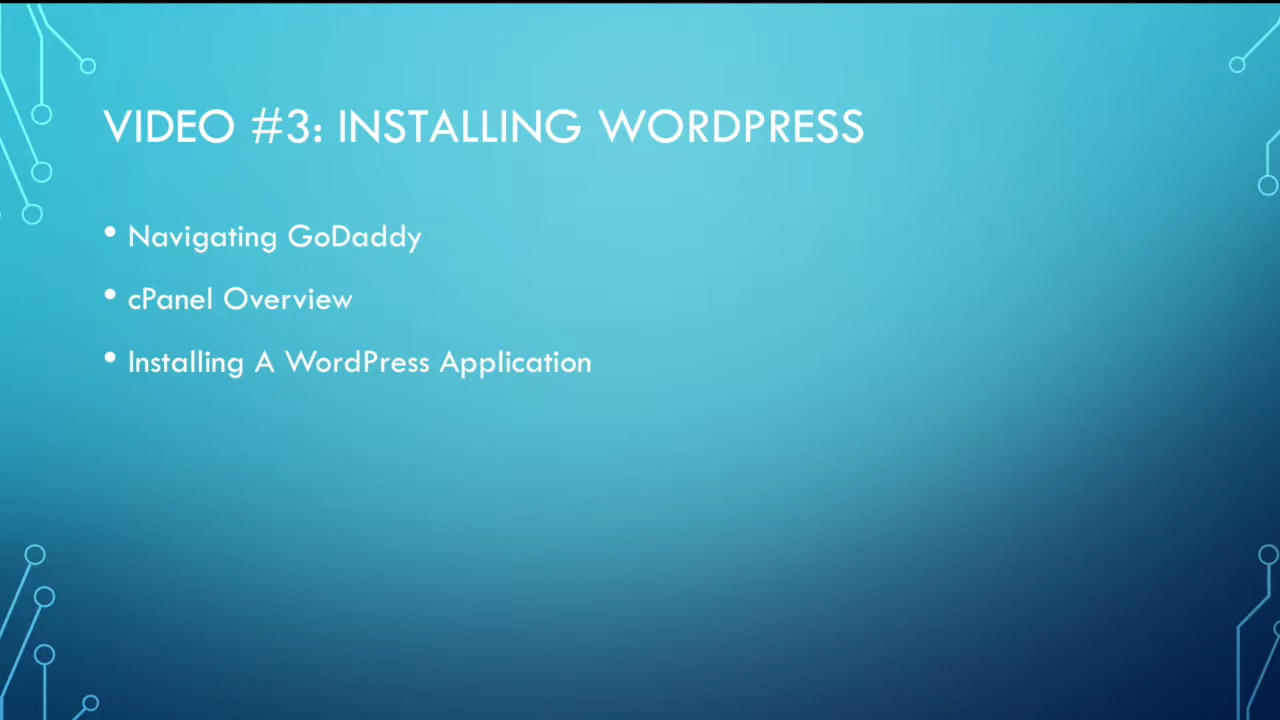 VIDEO #3: INSTALLING WORDPRESS
• Navigating GoDaddy
• cPanel Overview
• Installing A WordPress Application